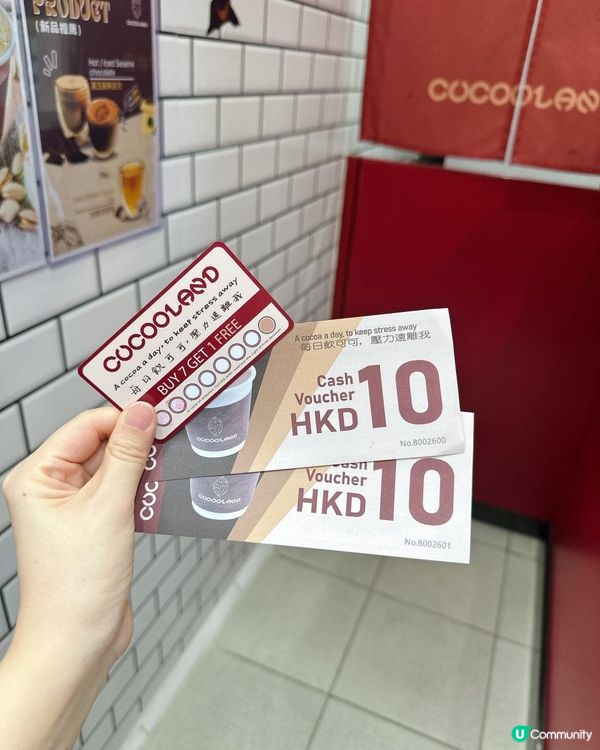 PRODUCT
(新品推薦)
Hot / Iced Sesame
chocolate
COCOOLAND
COCOOLAND
A cocoa a day, to keep stress away
每日飲可可，壓力遠離我
BUY 7 GET 1 FREE
A cocoa a day, to keep stress away
每日飲可可，壓力遠離我
Cash
Voucher
HKD 10
No.8002600
COCOOLAND
COC
Cash
Voucher
HKD 10
No.8002601
COCOOLAND
COC
U Community